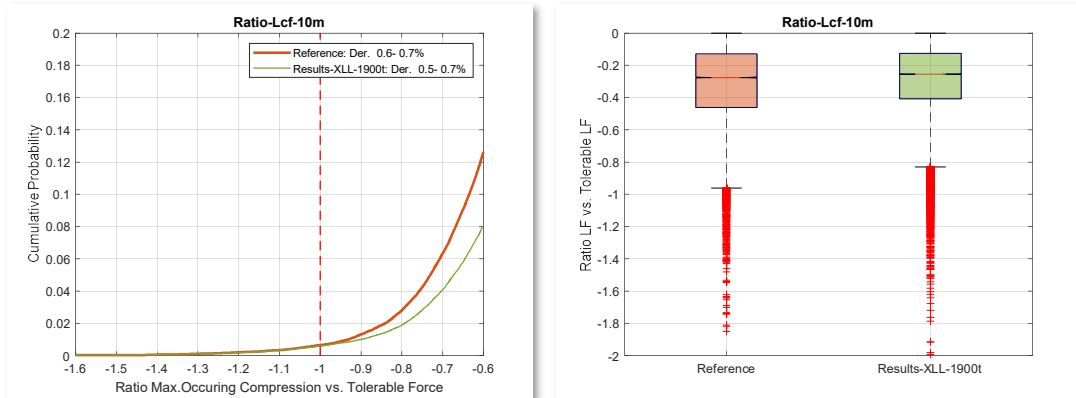 Ratio-Lcf-10m
Reference: Der. 0.6- 0.7%
Results-XLL-1900t: Der. 0.5- 0.7%
Cumulative Probability
0.2
0.18
0.16
0.14
0.12
0.1
0.08
0.06
0.04
0.02
0
-1.6 -1.5 -1.4 -1.3 -1.2 -1.1 -1 -0.9 -0.8 -0.7 -0.6
Ratio Max.Occuring Compression vs. Tolerable Force
Ratio-Lcf-10m
Ratio LF vs. Tolerable LF
0
-0.2
-0.4
-0.6
-0.8
-1
-1.2
-1.4
-1.6
-1.8
-2
Reference Results-XLL-1900t